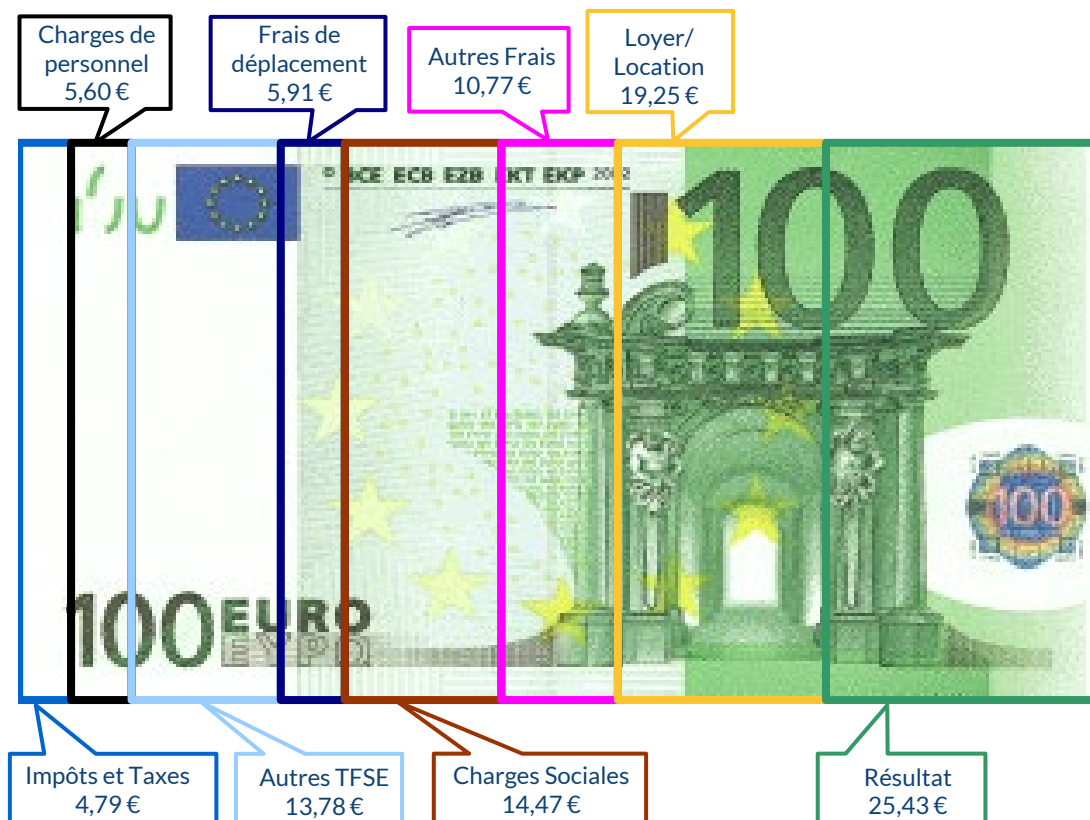 Charges de
personnel
5,60 €
Frais de
déplacement
5,91 €
Autres Frais
10,77 €
Loyer/
Location
19,25 €
BCE ECB EZB EKT EKP 2002
100
100
100 EURO
ΕΥΡΩ
Impôts et Taxes
4,79 €
Autres TFSE
13,78 €
Charges Sociales
14,47 €
Résultat
25,43 €